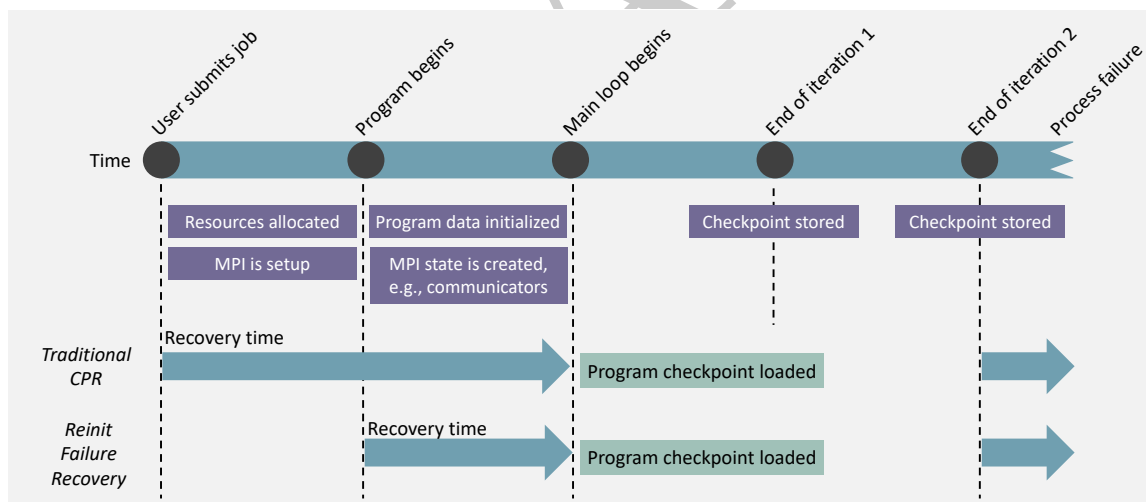 User submits job
Program begins
Main loop begins
End of iteration 1
End of iteration 2
Process failure
Time
Resources allocated
Program data initialized
Checkpoint stored
Checkpoint stored
MPI is setup
MPI state is created,
e.g., communicators
Recovery time
Traditional
CPR
Program checkpoint loaded
Recovery time
Reinit
Failure
Recovery
Program checkpoint loaded